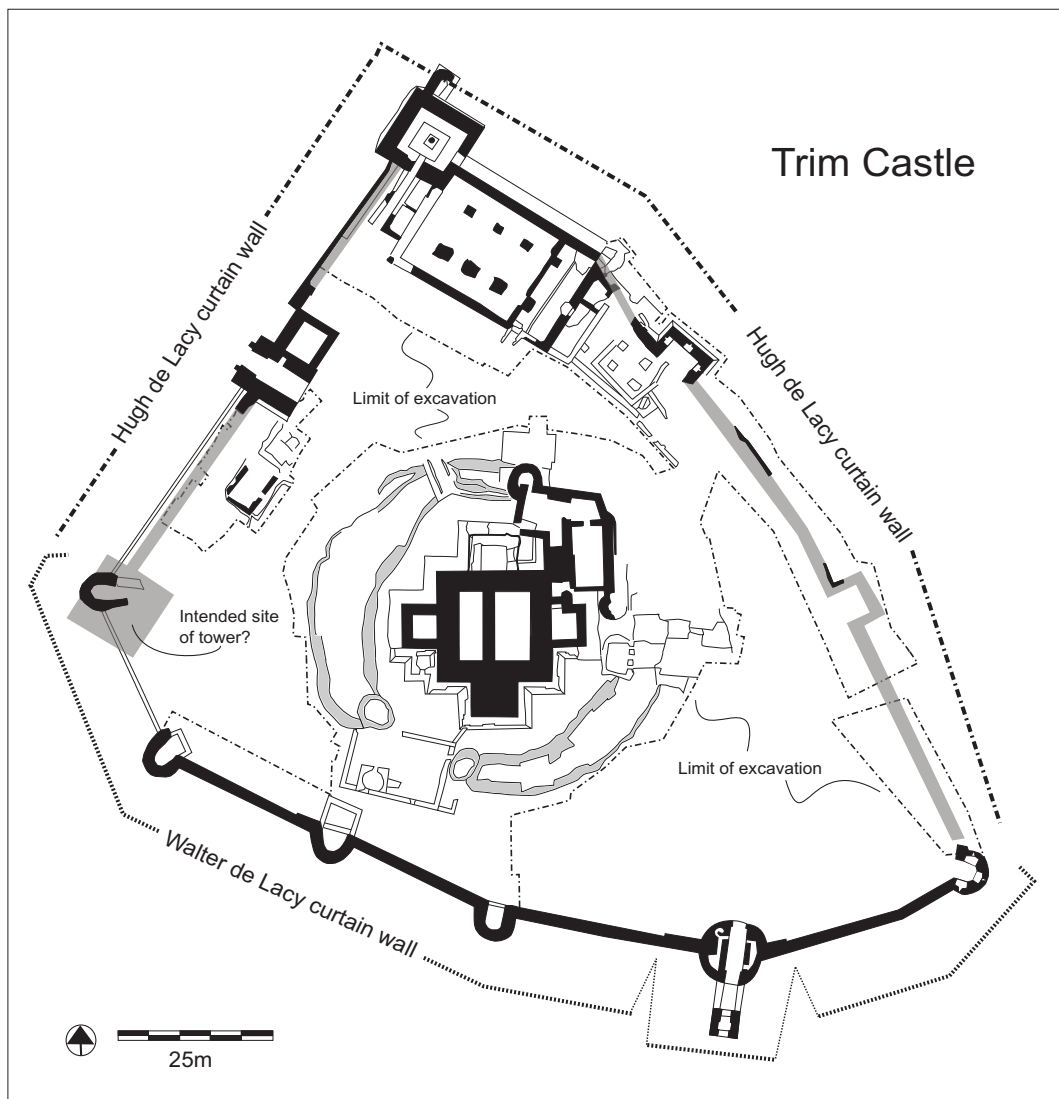 Trim Castle
Hugh de Lacy curtain wall
Hugh de Lacy curtain wall
Limit of excavation
Intended site
of tower?
Limit of excavation
Walter de Lacy curtain wall
25m